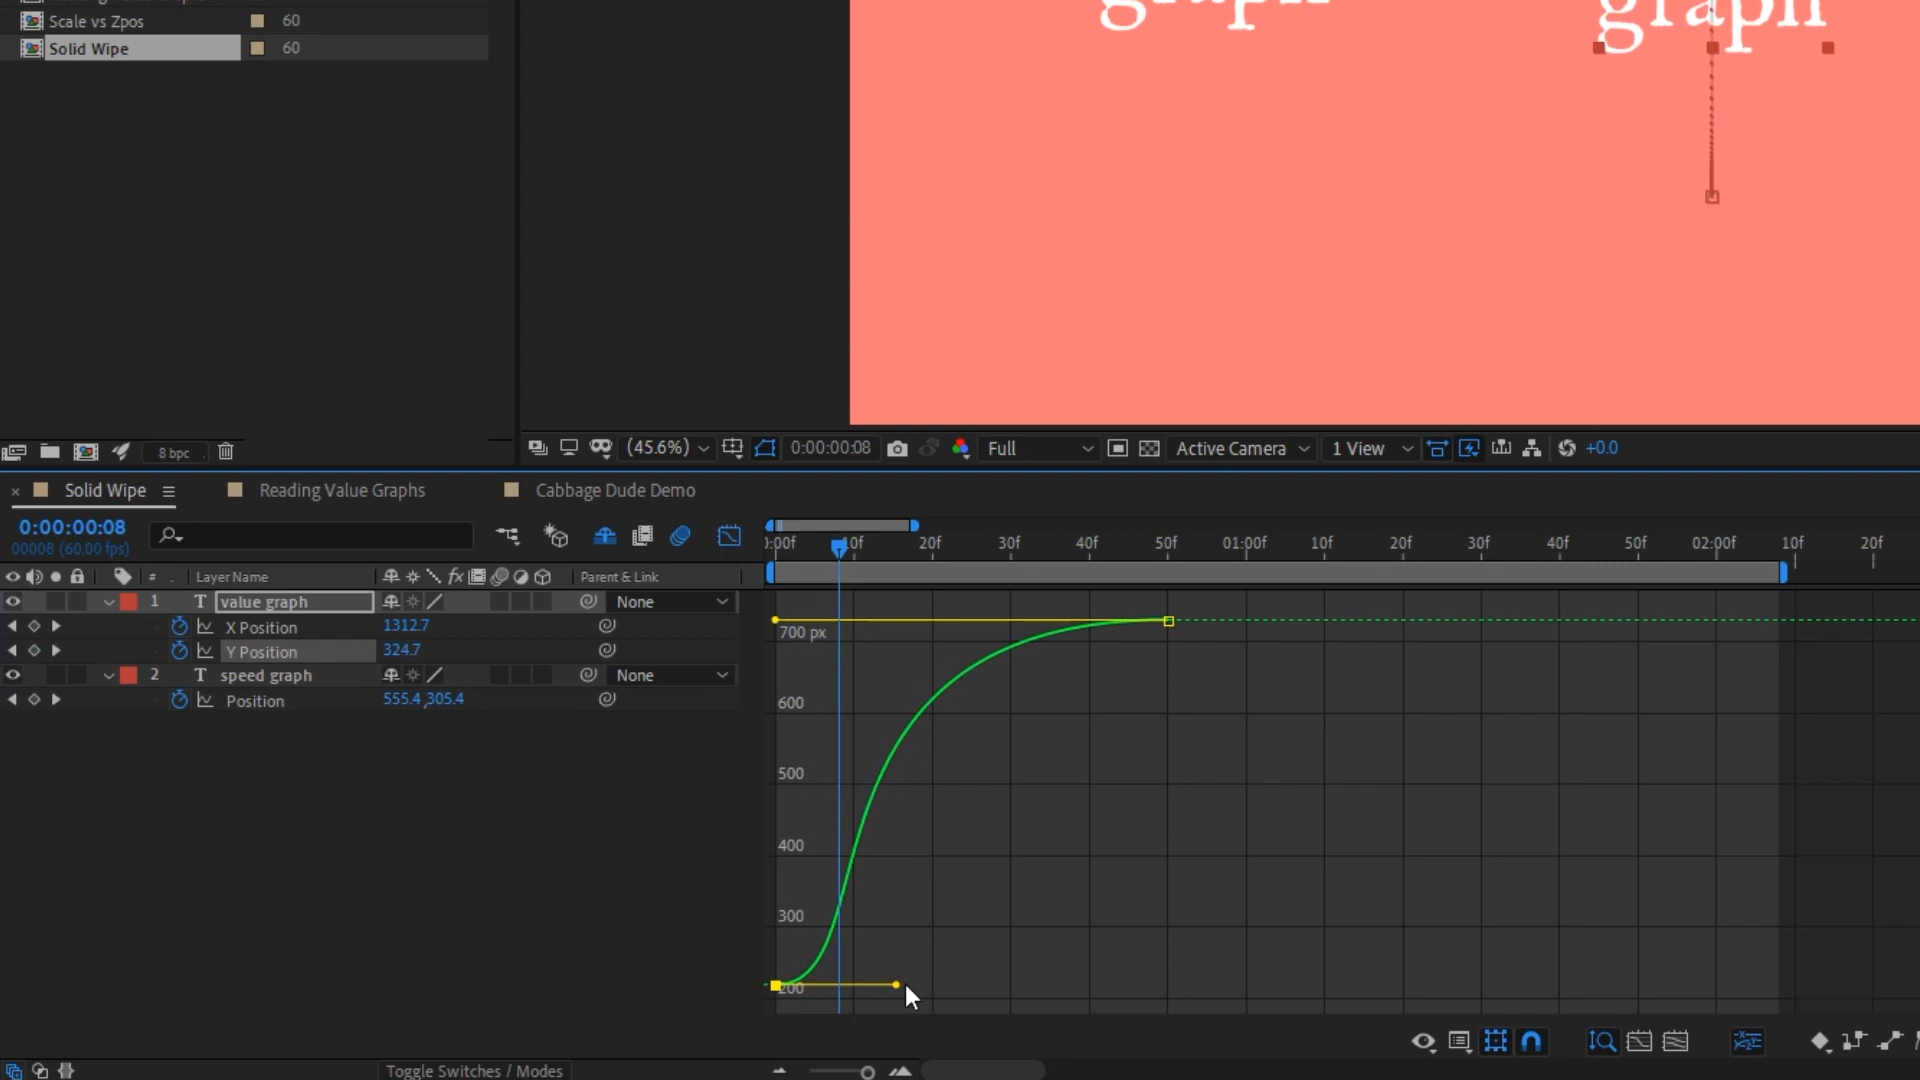 Scale vs Zpos 60
Solid Wipe 60
graph graph
8 bpc
(45.6%) 0:00:00:08 Full Active Camera 1 View +0.0
× Solid Wipe Reading Value Graphs Cabbage Dude Demo
0:00:00:08
00008 (60.00 fps)
0:00f 10f 20f 30f 40f 50f 01:00f 10f 20f 30f 40f 50f 02:00f 10f 20f
# . Layer Name fx Parent & Link
1 T value graph None
X Position 1312.7
Y Position 324.7
2 T speed graph None
Position 555.4,305.4
700 px
600
500
400
300
200
Toggle Switches / Modes